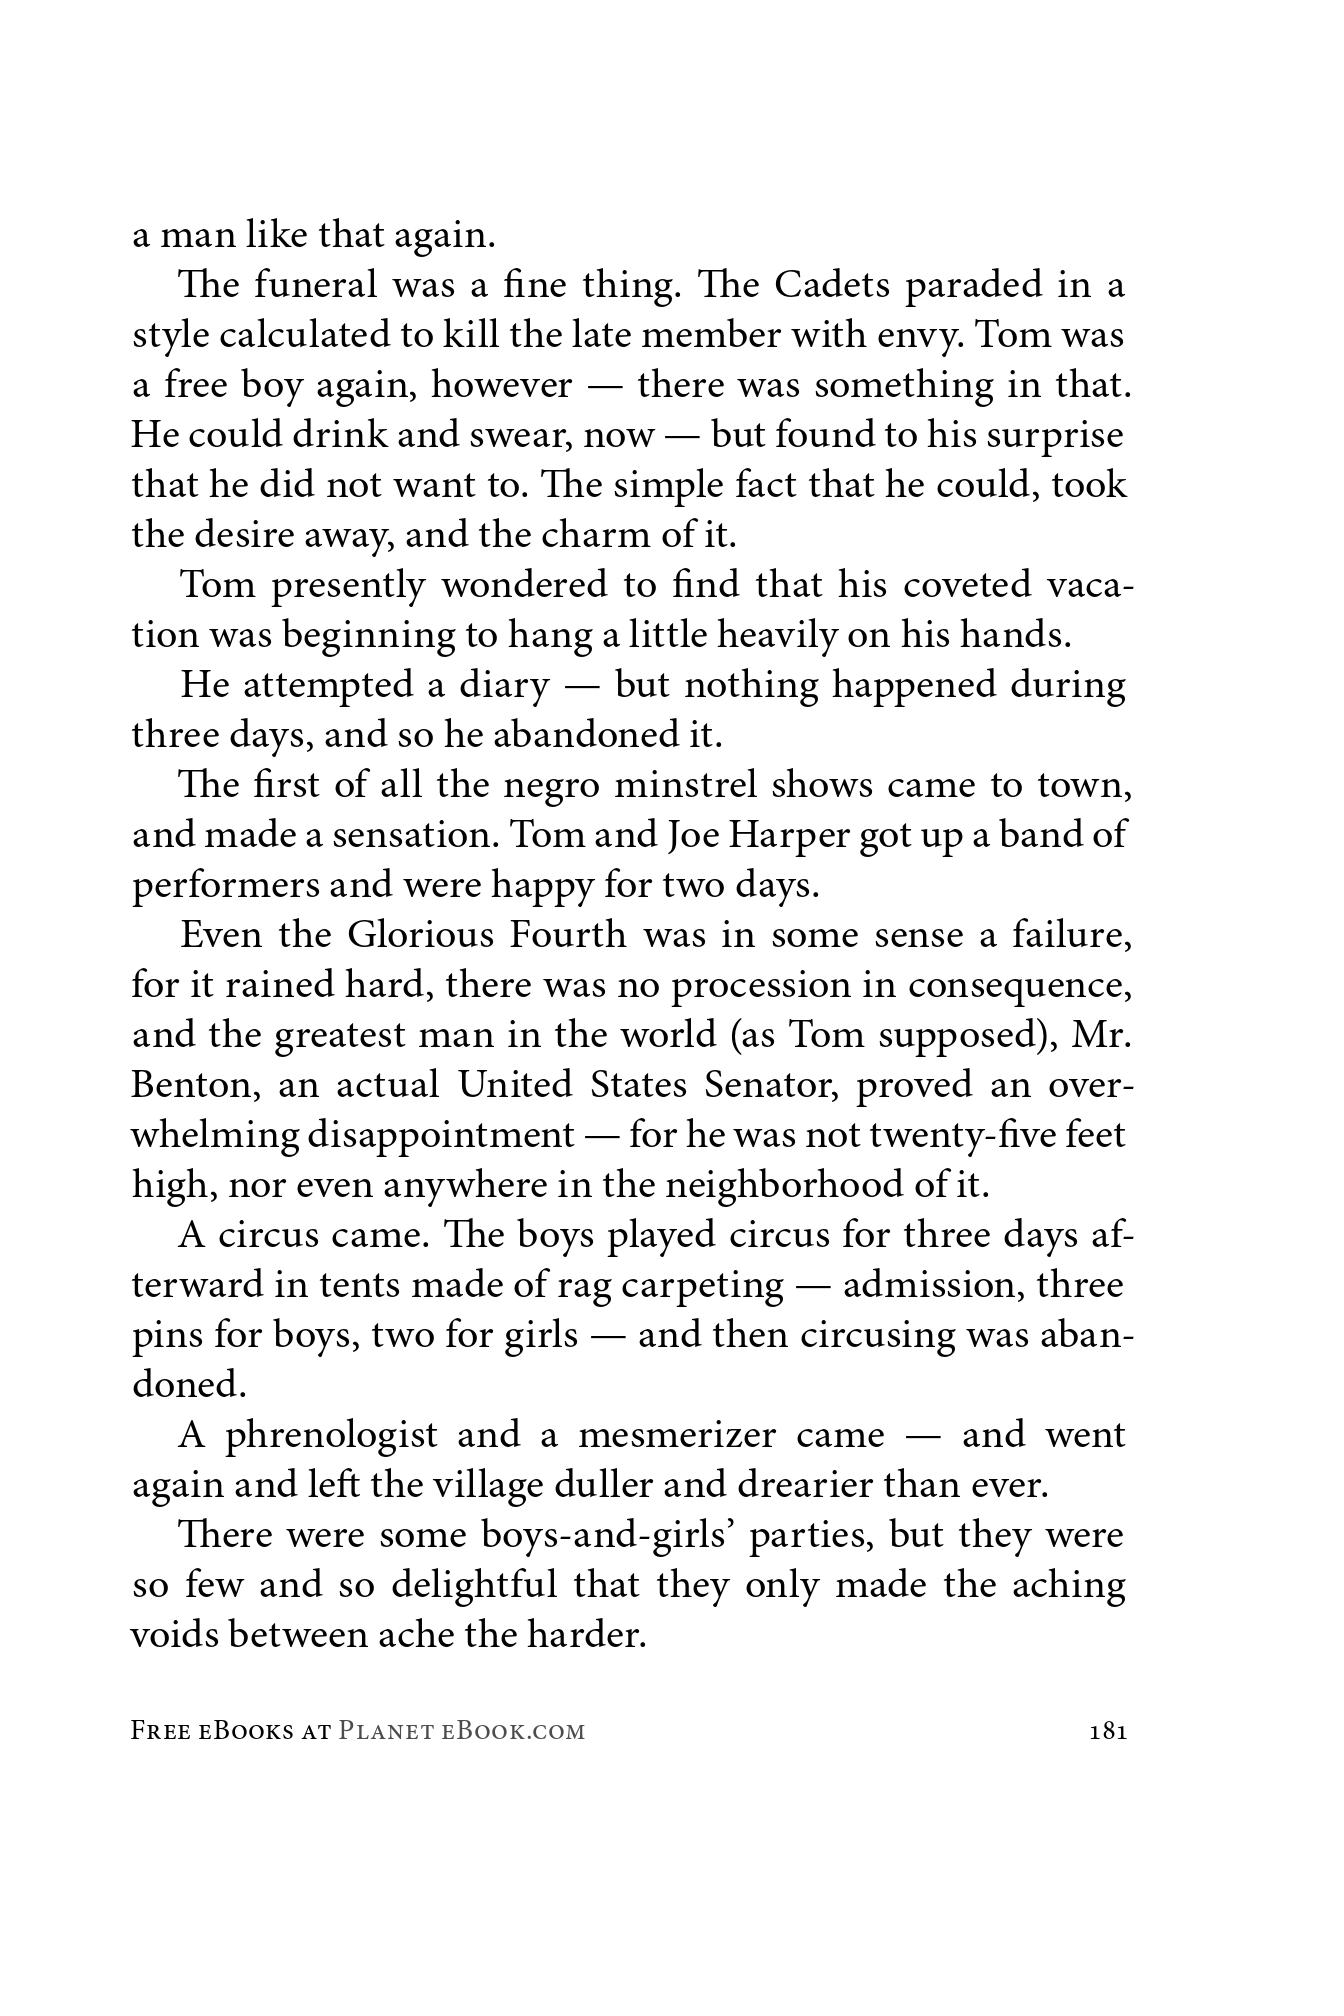 a man like that again.
The funeral was a fine thing. The Cadets paraded in a
style calculated to kill the late member with envy. Tom was
a free boy again, however — there was something in that.
He could drink and swear, now — but found to his surprise
that he did not want to. The simple fact that he could, took
the desire away, and the charm of it.
Tom presently wondered to find that his coveted vaca-
tion was beginning to hang a little heavily on his hands.
He attempted a diary — but nothing happened during
three days, and so he abandoned it.
The first of all the negro minstrel shows came to town,
and made a sensation. Tom and Joe Harper got up a band of
performers and were happy for two days.
Even the Glorious Fourth was in some sense a failure,
for it rained hard, there was no procession in consequence,
and the greatest man in the world (as Tom supposed), Mr.
Benton, an actual United States Senator, proved an over-
whelming disappointment — for he was not twenty-five feet
high, nor even anywhere in the neighborhood of it.
A circus came. The boys played circus for three days af-
terward in tents made of rag carpeting — admission, three
pins for boys, two for girls — and then circusing was aban-
doned.
A phrenologist and a mesmerizer came — and went
again and left the village duller and drearier than ever.
There were some boys-and-girls’ parties, but they were
so few and so delightful that they only made the aching
voids between ache the harder.
Free eBooks at Planet eBook.com 181